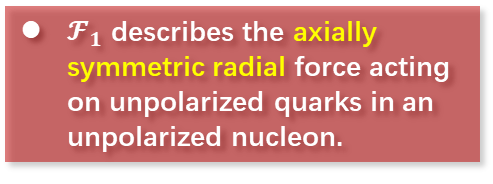 ● 𝓕₁ describes the axially
symmetric radial force acting
on unpolarized quarks in an
unpolarized nucleon.